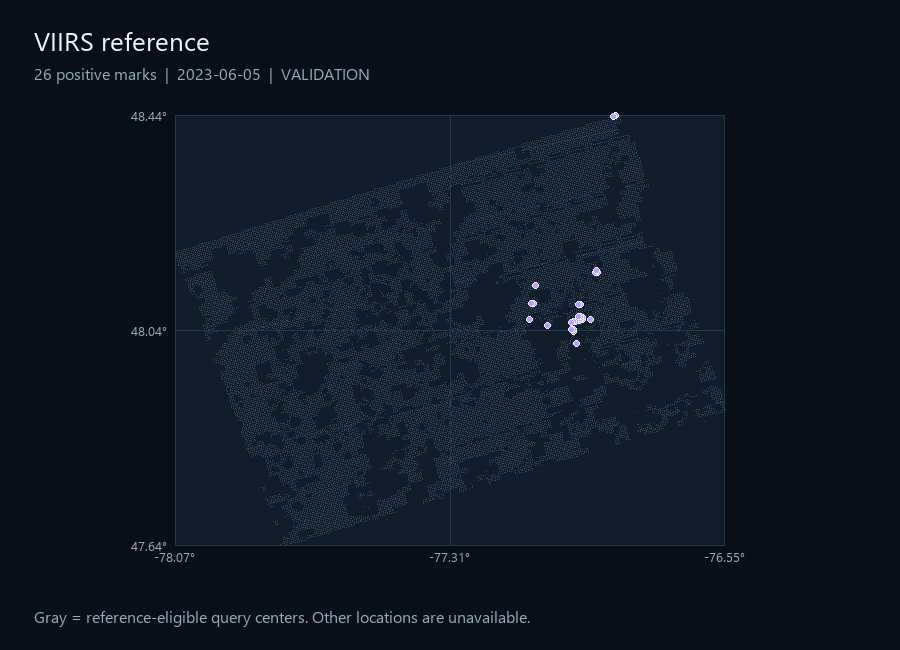 VIIRS reference
26 positive marks | 2023-06-05 | VALIDATION
48.44°
48.04°
47.64°
-78.07°
-77.31°
-76.55°
Gray = reference-eligible query centers. Other locations are unavailable.